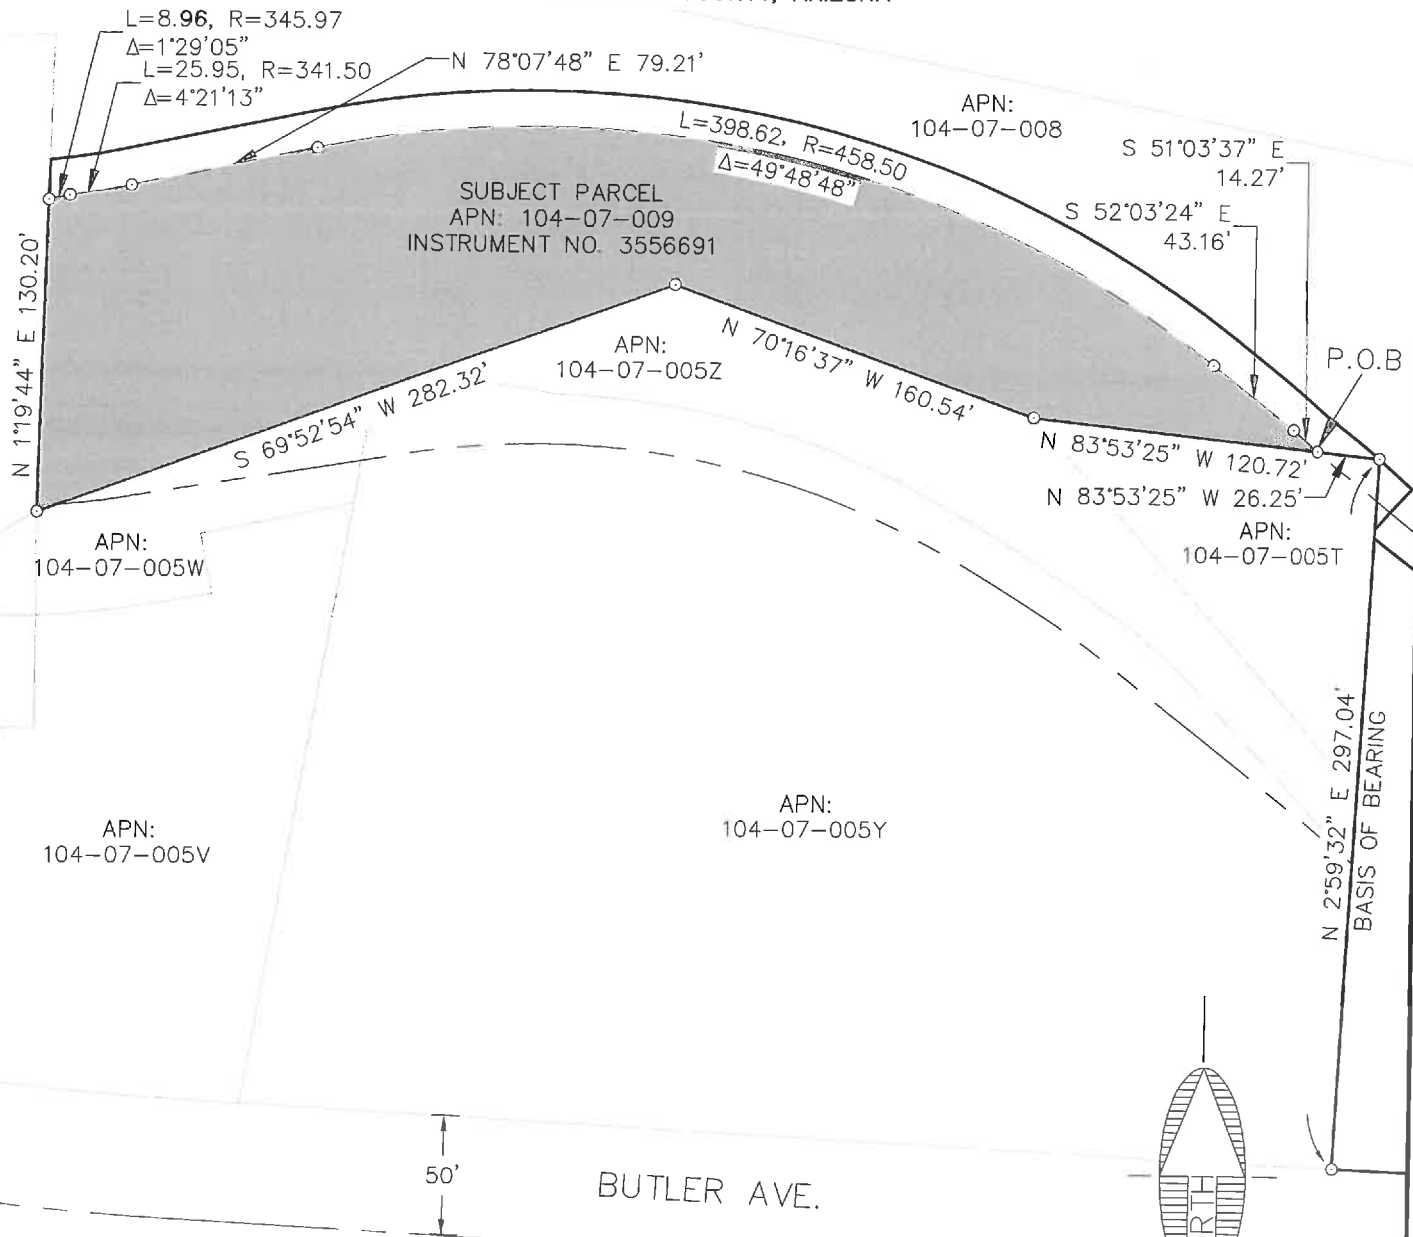 L=8.96, R=345.97
Δ=1°29'05"
L=25.95, R=341.50
Δ=4°21'13"
N 78°07'48" E 79.21'
L=398.62, R=458.50
Δ=49°48'48"
APN:
104-07-008
S 51°03'37" E
14.27'
S 52°03'24" E
43.16'
SUBJECT PARCEL
APN: 104-07-009
INSTRUMENT NO. 3556691
N 1°19'44" E 130.20'
S 69°52'54" W 282.32'
APN:
104-07-005Z
N 70°16'37" W 160.54'
P.O.B
N 83°53'25" W 120.72'
N 83°53'25" W 26.25'
APN:
104-07-005T
APN:
104-07-005W
APN:
104-07-005V
APN:
104-07-005Y
N 2°59'32" E 297.04'
BASIS OF BEARING
50'
BUTLER AVE.
RTH